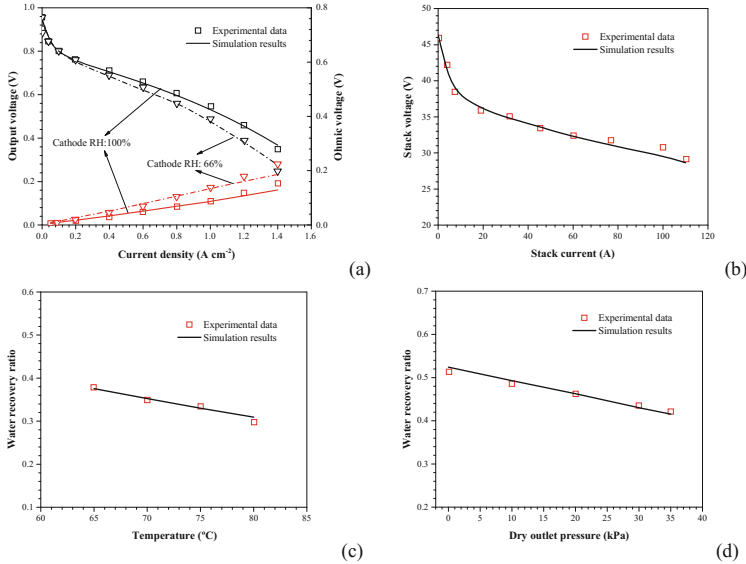 1.0
0.8
0.6
0.4
0.2
0.0
Output voltage (V)
0.8
0.6
0.4
0.2
0.0
Ohmic voltage (V)
Experimental data
Simulation results
Cathode RH:100%
Cathode RH: 66%
0.0 0.2 0.4 0.6 0.8 1.0 1.2 1.4 1.6
Current density (A cm⁻²)
(a)
50
45
40
35
30
25
20
Stack voltage (V)
Experimental data
Simulation results
0 20 40 60 80 100 120
Stack current (A)
(b)
0.6
0.5
0.4
0.3
0.2
0.1
Water recovery ratio
Experimental data
Simulation results
60 65 70 75 80 85
Temperature (ºC)
(c)
0.7
0.6
0.5
0.4
0.3
0.2
Water recovery ratio
Experimental data
Simulation results
0 5 10 15 20 25 30 35 40
Dry outlet pressure (kPa)
(d)